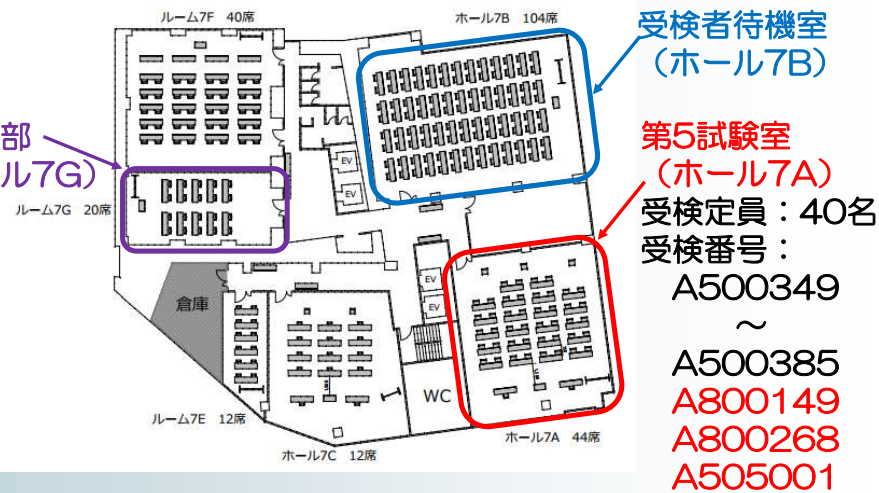 ルーム7F 40席
ホール7B 104席
受検者待機室
（ホール7B）
部
ル7G）
ルーム7G 20席
EV
EV
第5試験室
（ホール7A）
受検定員：40名
受検番号：
A500349
～
A500385
A800149
A800268
A505001
EV
EV
倉庫
WC
ルーム7E 12席
ホール7C 12席
ホール7A 44席